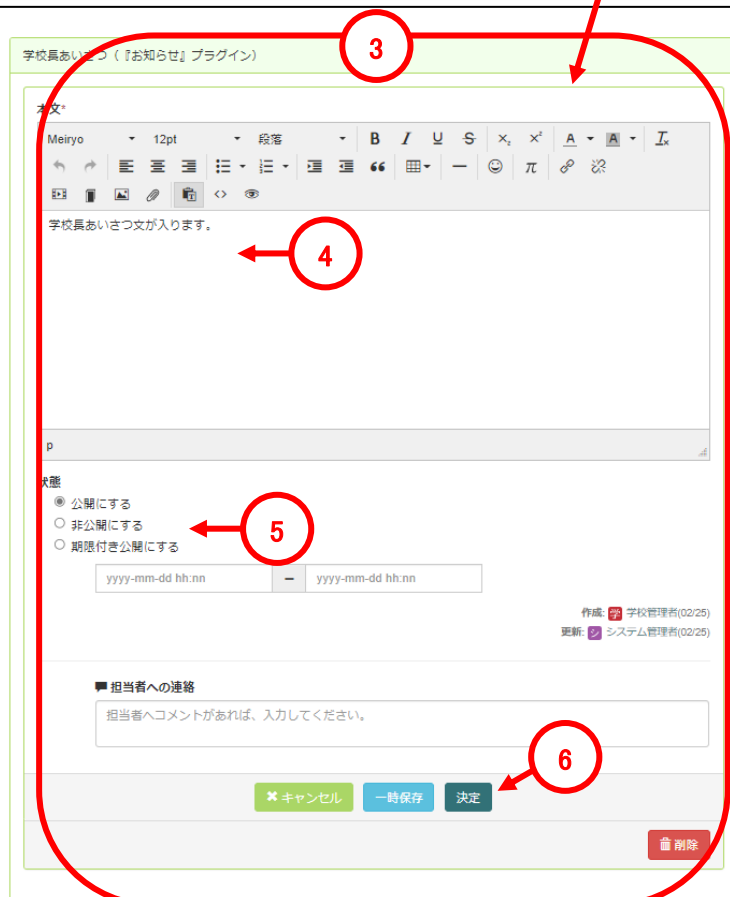 3
学校長あいさつ(『お知らせ』プラグイン)
本文*
Meiryo 12pt 段落 B I U S ×₂ ×² A A Tx
“ — π <>
学校長あいさつ文が入ります。
4
p
状態
公開にする
非公開にする
5
期限付き公開にする
yyyy-mm-dd hh:nn – yyyy-mm-dd hh:nn
作成: 学 学校管理者(02/25)
更新: シ システム管理者(02/25)
担当者への連絡
担当者へコメントがあれば、入力してください。
6
× キャンセル 一時保存 決定
削除